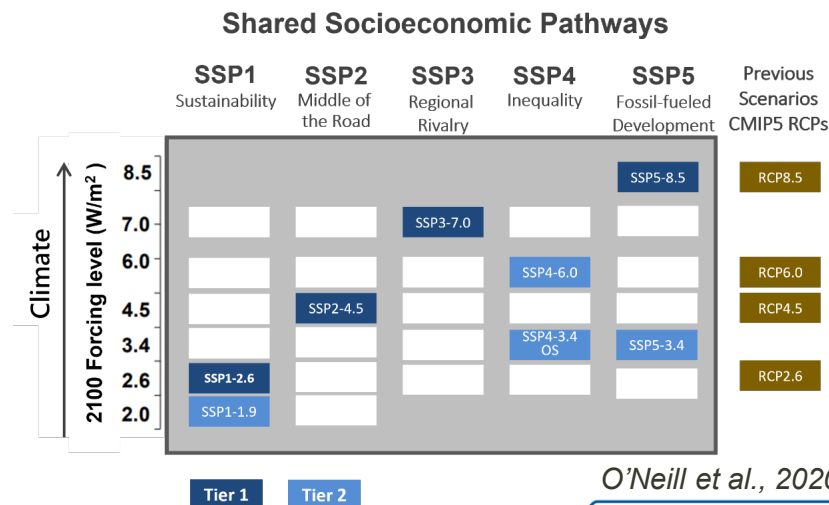 Shared Socioeconomic Pathways
SSP1
Sustainability
SSP2
Middle of
the Road
SSP3
Regional
Rivalry
SSP4
Inequality
SSP5
Fossil-fueled
Development
Previous
Scenarios
CMIP5 RCPs
Climate
2100 Forcing level (W/m² )
8.5
SSP5-8.5
RCP8.5
7.0
SSP3-7.0
6.0
SSP4-6.0
RCP6.0
4.5
SSP2-4.5
RCP4.5
3.4
SSP4-3.4
OS
SSP5-3.4
2.6
SSP1-2.6
RCP2.6
2.0
SSP1-1.9
Tier 1
Tier 2
O'Neill et al., 2020